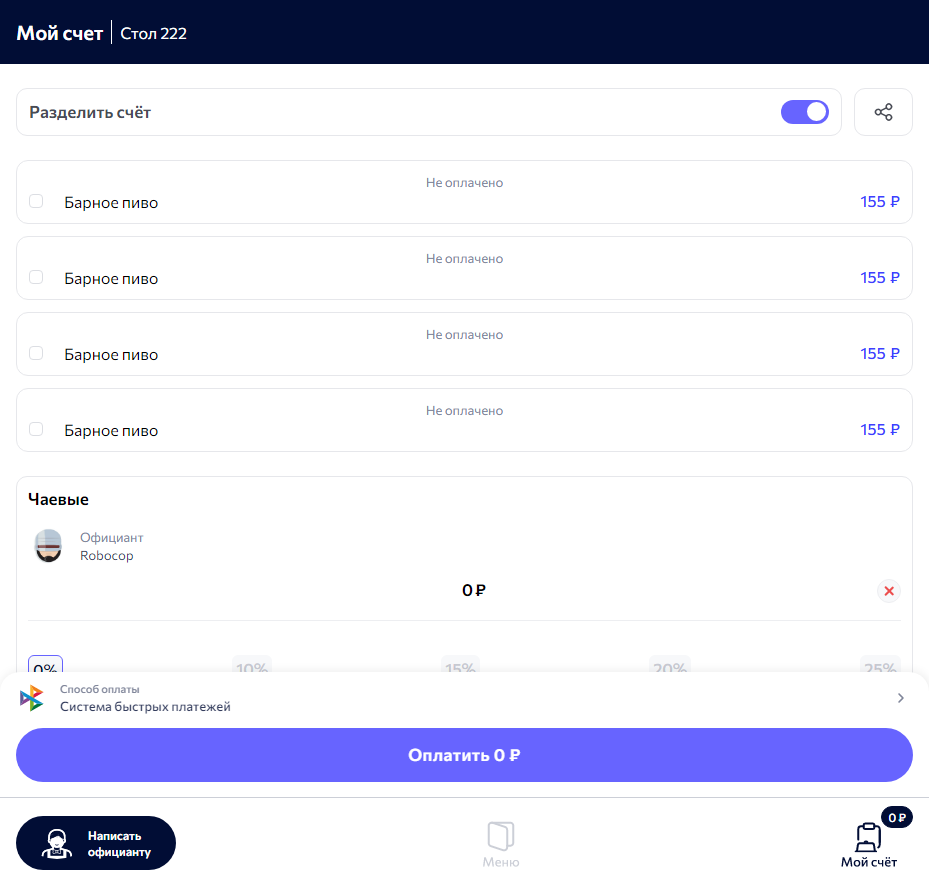 Мой счет
Стол 222
Разделить счёт
Не оплачено
Барное пиво
155 ₽
Не оплачено
Барное пиво
155 ₽
Не оплачено
Барное пиво
155 ₽
Не оплачено
Барное пиво
155 ₽
Чаевые
Официант
Robocop
0 ₽
0%
10%
15%
20%
25%
Способ оплаты
Система быстрых платежей
Оплатить 0 ₽
Написать
официанту
Меню
0 ₽
Мой счёт